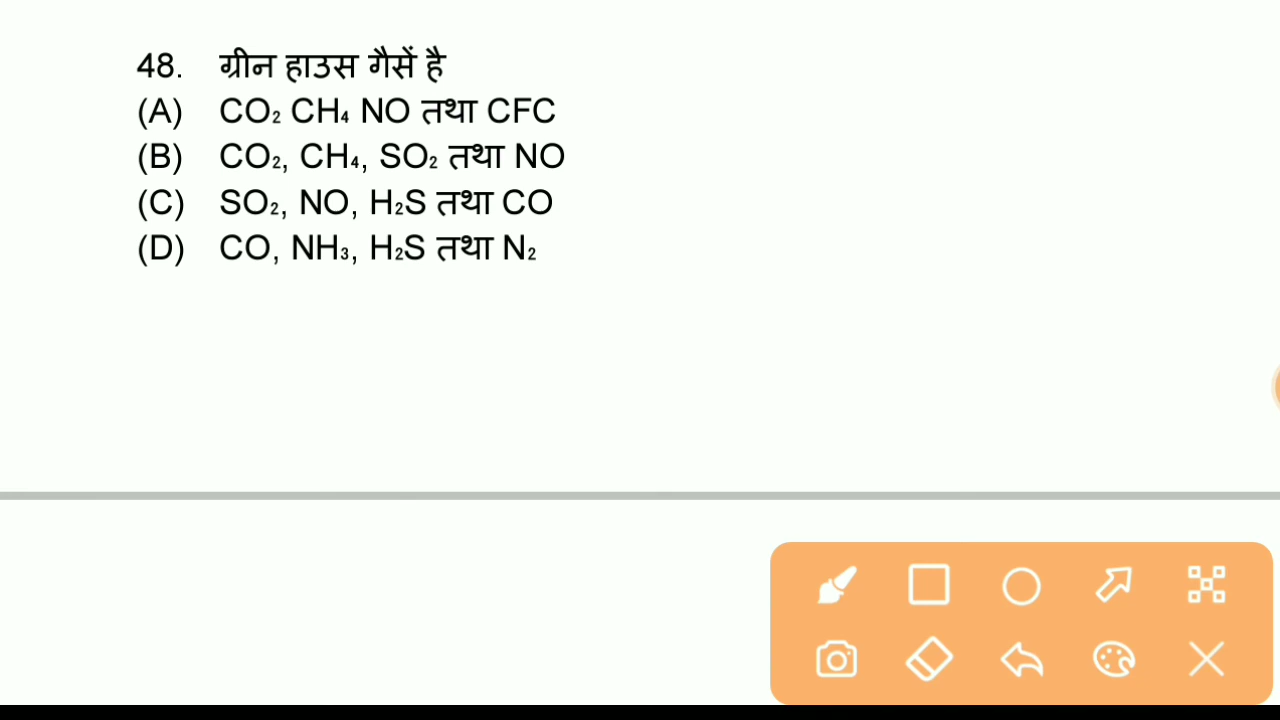 48. ग्रीन हाउस गैसें है
(A) CO₂ CH₄ NO तथा CFC
(B) CO₂, CH₄, SO₂ तथा NO
(C) SO₂, NO, H₂S तथा CO
(D) CO, NH₃, H₂S तथा N₂